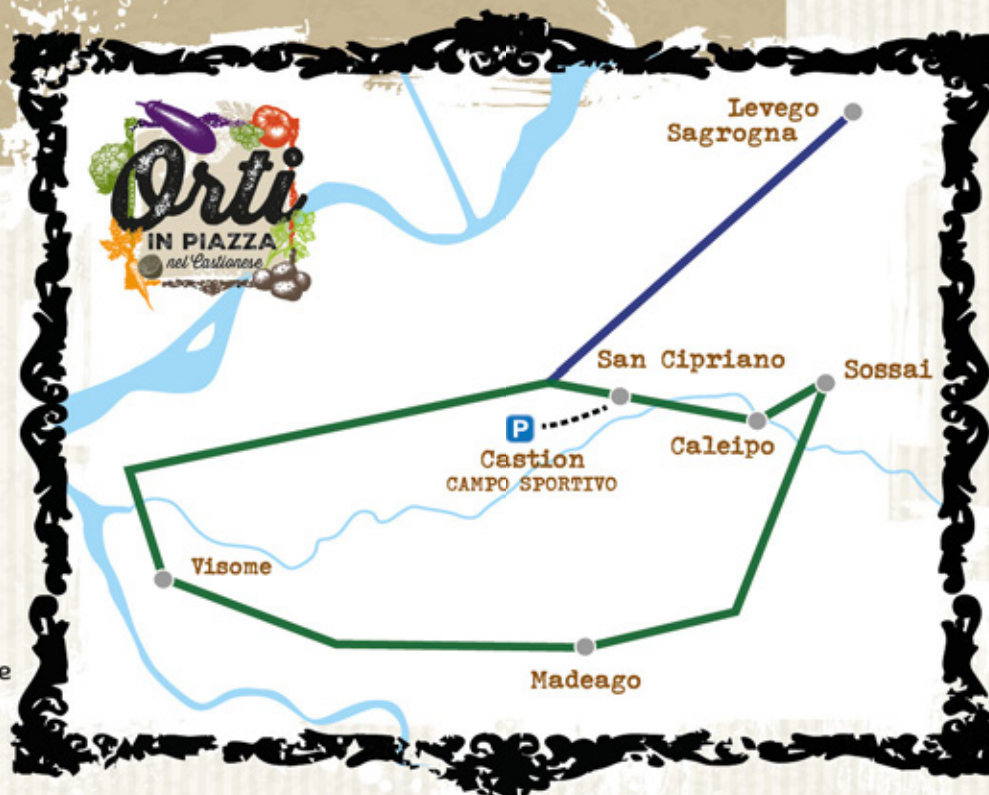 Orti
IN PIAZZA
nel Castionese
Levego
Sagrogna
San Cipriano
Sossai
P
Caleipo
Castion
CAMPO SPORTIVO
Visome
e
Madeago